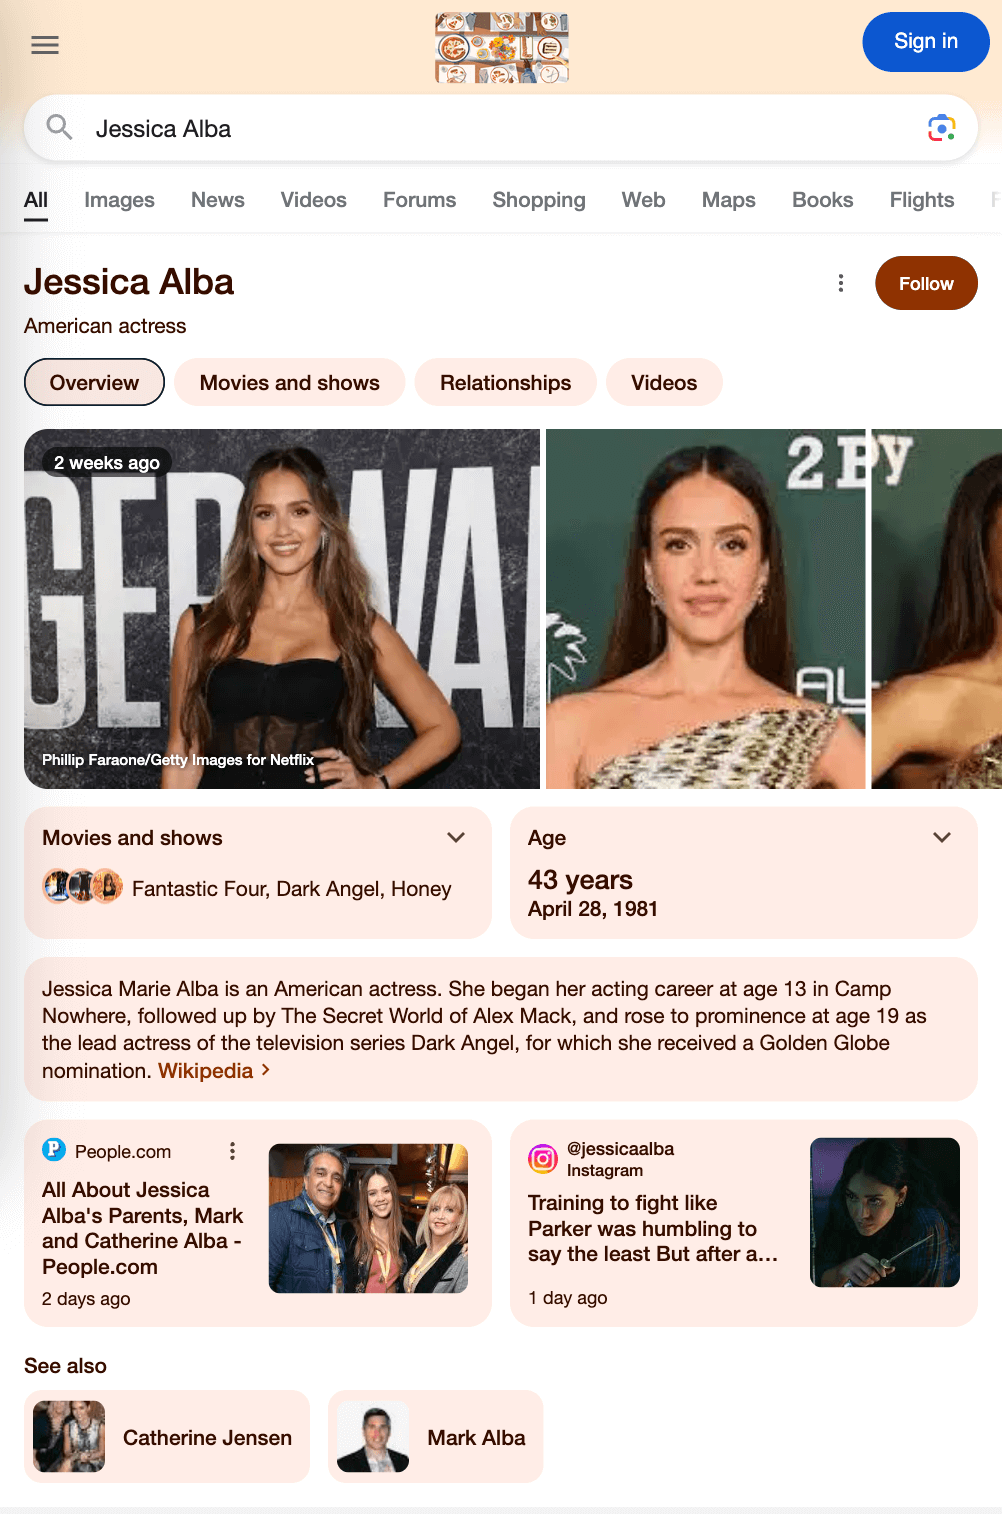 Sign in
Jessica Alba
All Images News Videos Forums Shopping Web Maps Books Flights
Jessica Alba
Follow
American actress
Overview Movies and shows Relationships Videos
2 weeks ago
GER WA
2 BY
AL
Phillip Faraone/Getty Images for Netflix
Movies and shows
Fantastic Four, Dark Angel, Honey
Age
43 years
April 28, 1981
Jessica Marie Alba is an American actress. She began her acting career at age 13 in Camp
Nowhere, followed up by The Secret World of Alex Mack, and rose to prominence at age 19 as
the lead actress of the television series Dark Angel, for which she received a Golden Globe
nomination. Wikipedia
People.com
All About Jessica
Alba's Parents, Mark
and Catherine Alba -
People.com
2 days ago
@jessicaalba
Instagram
Training to fight like
Parker was humbling to
say the least But after a...
1 day ago
See also
Catherine Jensen
Mark Alba